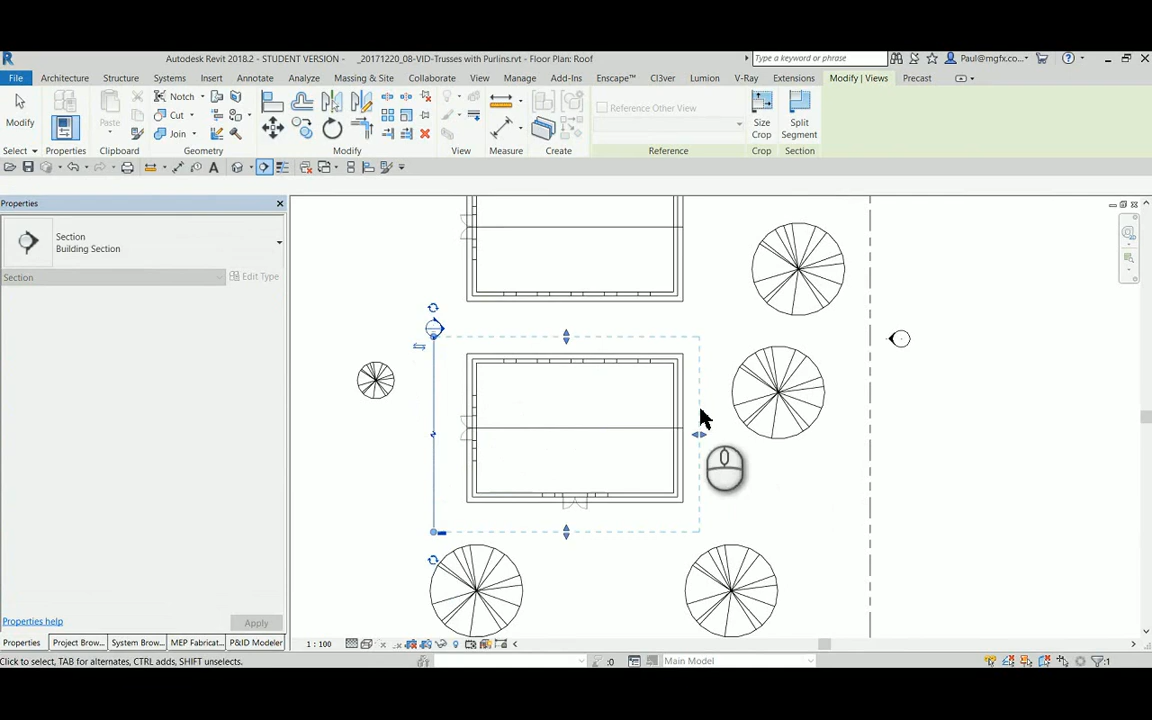 Autodesk Revit 2018.2 - STUDENT VERSION - _20171220_08-VID-Trusses with Purlins.rvt - Floor Plan: Roof
Type a keyword or phrase
Paul@mgfx.co...
File Architecture Structure Systems Insert Annotate Analyze Massing & Site Collaborate View Manage Add-Ins Enscape™ CI3ver Lumion V-Ray Extensions Modify | Views Precast
Modify
Paste
Notch
Cut
Join
Reference Other View
Size
Crop
Split
Segment
Select Properties Clipboard Geometry Modify View Measure Create Reference Crop Section
Properties
Section
Building Section
Section
Edit Type
Properties help
Apply
Properties Project Brow... System Brow... MEP Fabricat... P&ID Modeler
1 : 100
Click to select, TAB for alternates, CTRL adds, SHIFT unselects.
:0
Main Model
:1